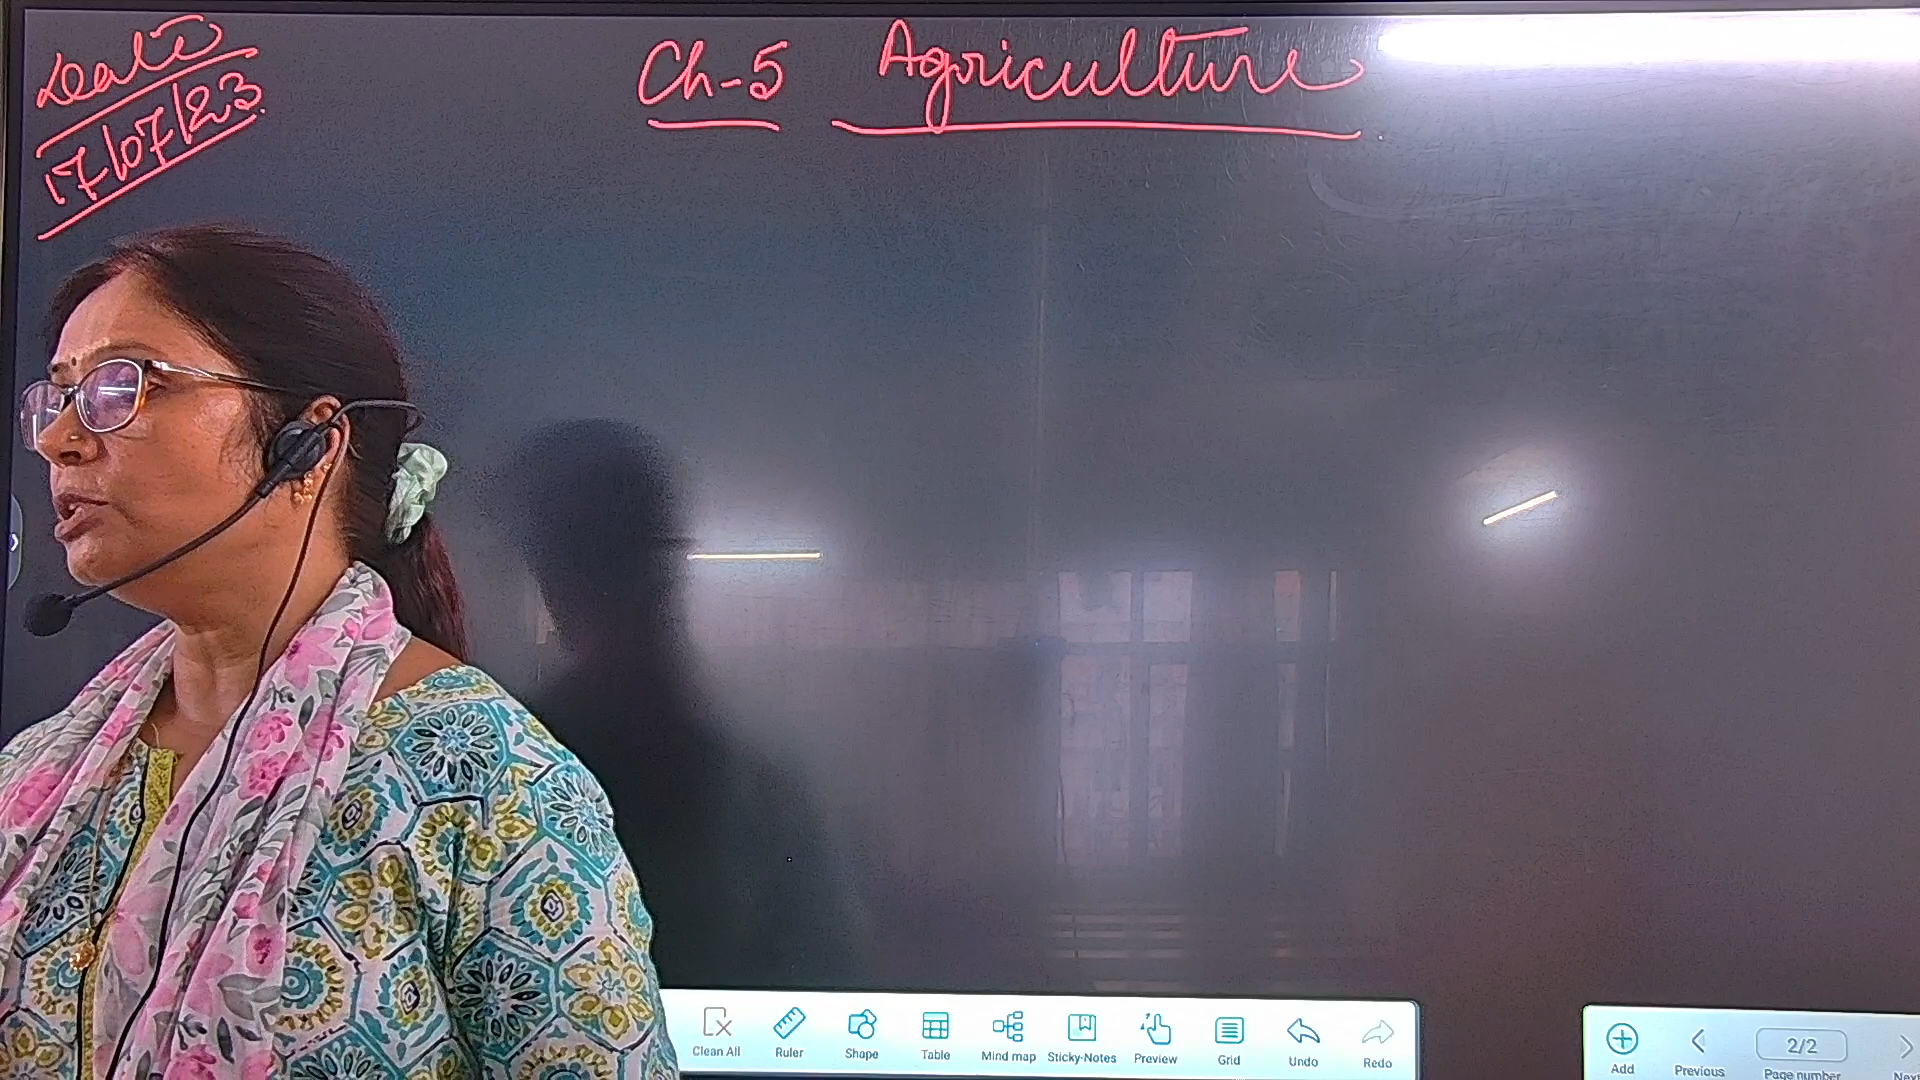 Date
17/07/23.
Ch-5 Agriculture
Clean All Ruler Shape Table Mind map Sticky-Notes Preview Grid Undo Redo
Add Previous 2/2 Page number Next